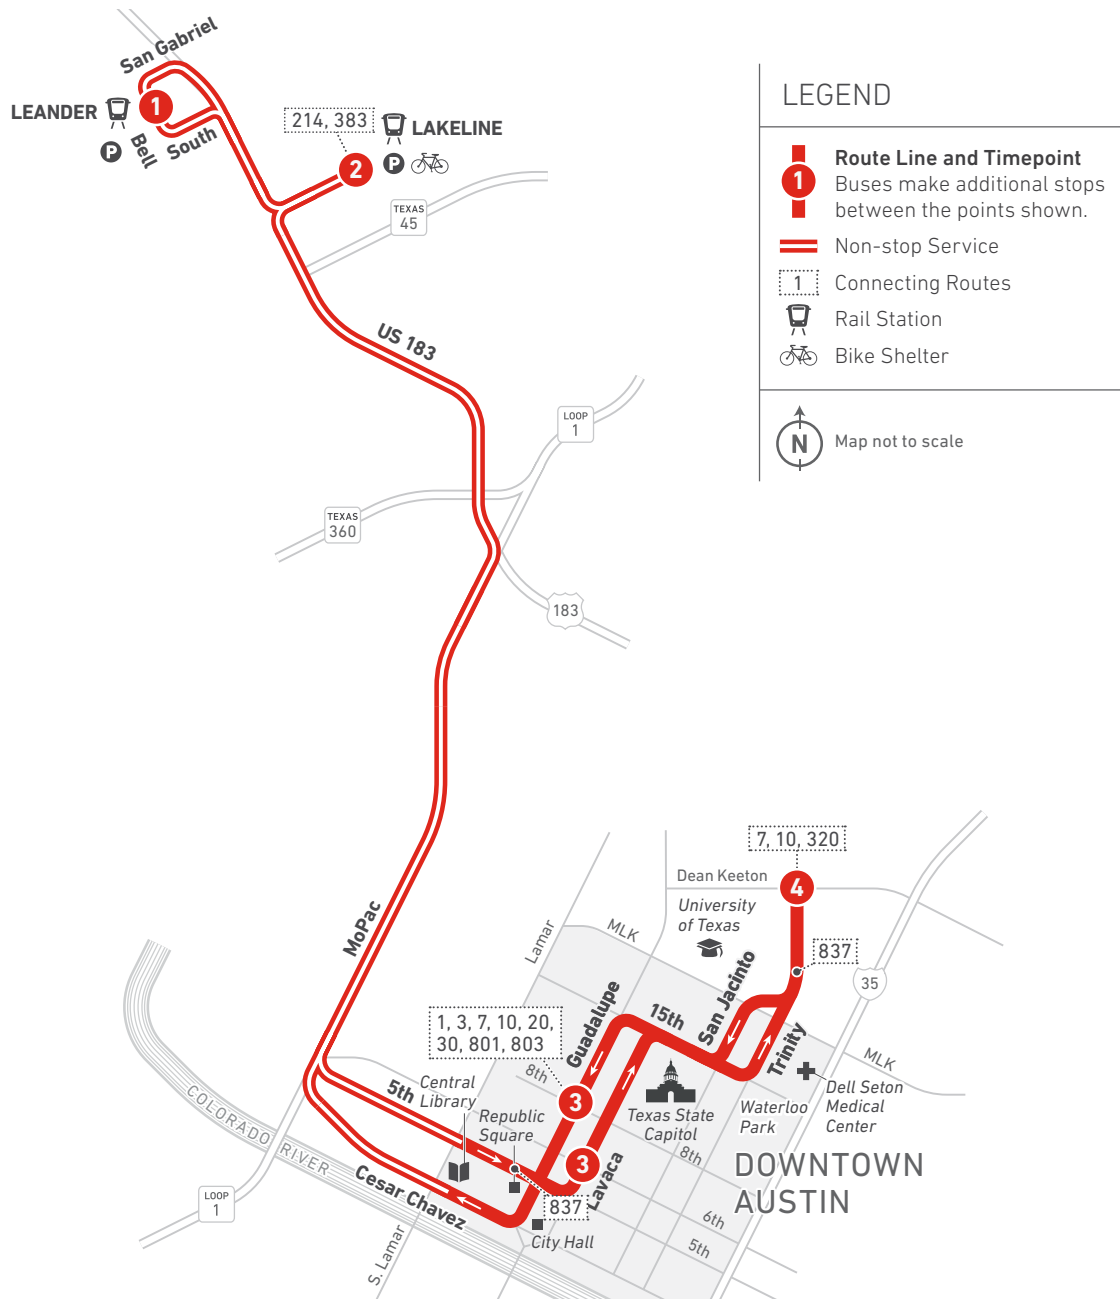 San Gabriel
LEANDER
1
P
Bell
South
214, 383
LAKELINE
2
P
TEXAS
45
US 183
LOOP
1
TEXAS
360
183
MoPac
LEGEND
1
Route Line and Timepoint
Buses make additional stops
between the points shown.
Non-stop Service
1
Connecting Routes
Rail Station
Bike Shelter
N
Map not to scale
7, 10, 320
Dean Keeton
4
University
of Texas
MLK
Lamar
837
35
San Jacinto
Guadalupe
15th
Trinity
MLK
1, 3, 7, 10, 20,
30, 801, 803
8th
5th
Central
Library
3
Republic
Square
Texas State
Capitol
Waterloo
Park
Dell Seton
Medical
Center
8th
3
Lavaca
DOWNTOWN
AUSTIN
COLORADO RIVER
Cesar Chavez
837
City Hall
6th
5th
LOOP
1
S. Lamar